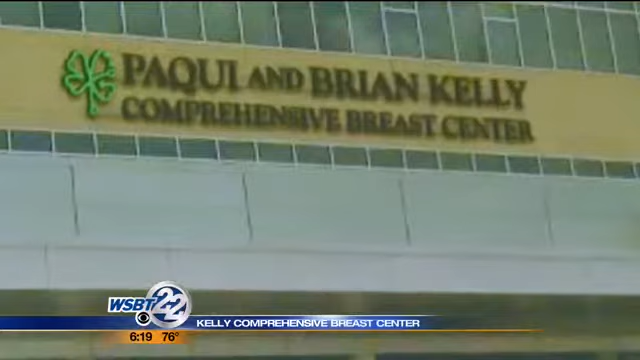 PAQUI AND BRIAN KELLY
COMPREHENSIVE BREAST CENTER
WSBT 22
KELLY COMPREHENSIVE BREAST CENTER
6:19 76°